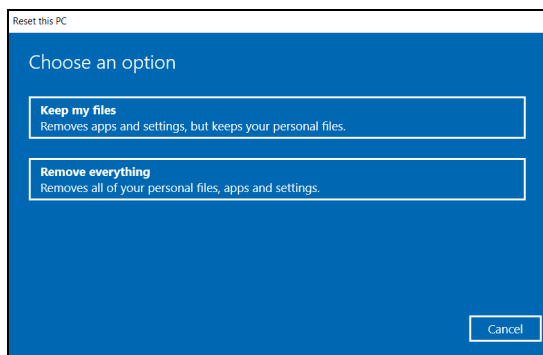 Reset this PC
Choose an option
Keep my files
Removes apps and settings, but keeps your personal files.
Remove everything
Removes all of your personal files, apps and settings.
Cancel